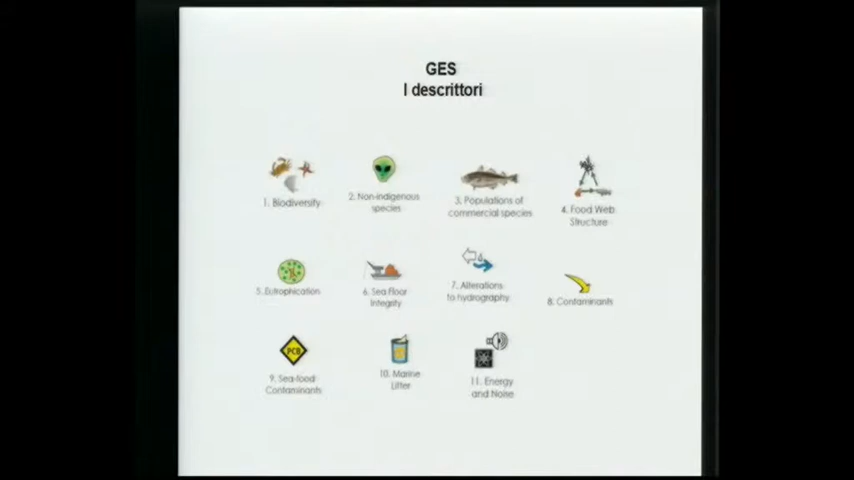 GES
I descrittori
1. Biodiversity
2. Non-indigenous
species
3. Populations of
commercial species
4. Food Web
Structure
5. Eutrophication
6. Sea Floor
Integrity
7. Alterations
to hydrography
8. Contaminants
PCB
9. Sea-food
Contaminants
10. Marine
Litter
11. Energy
and Noise